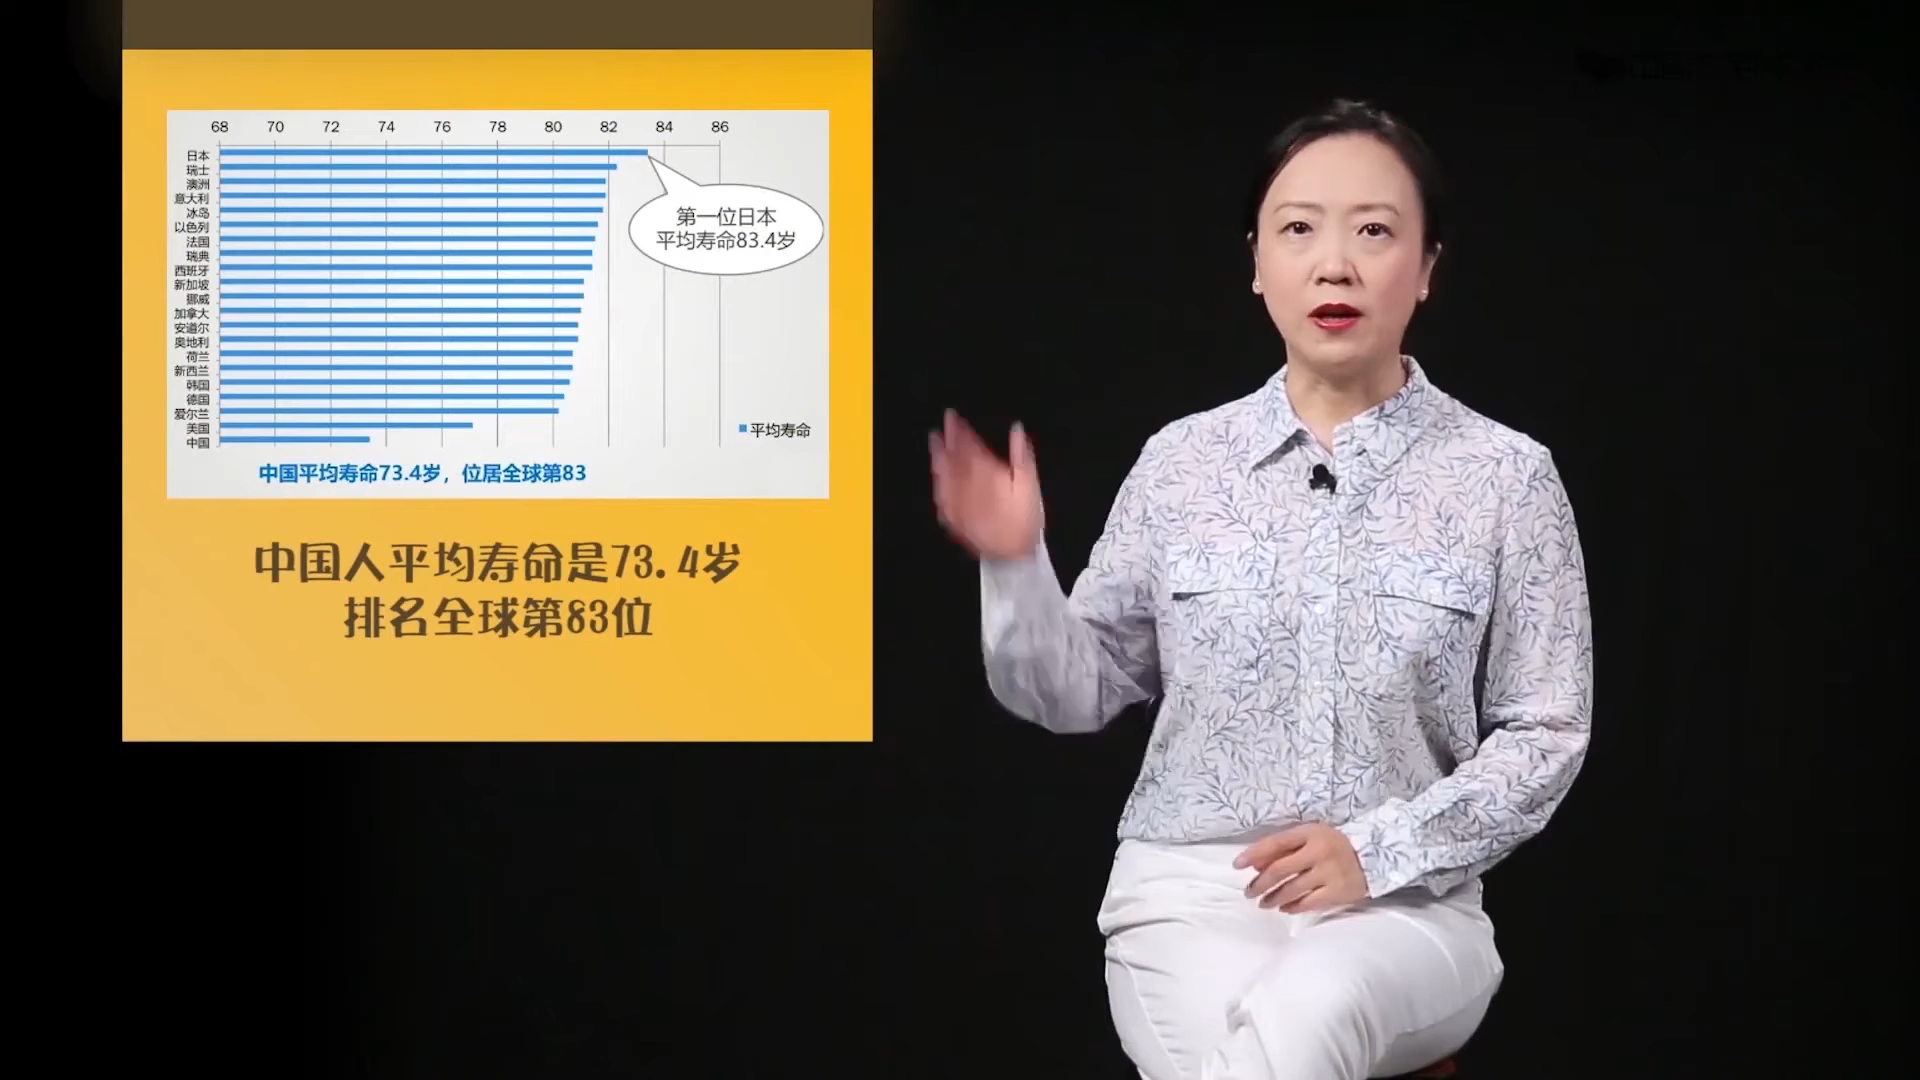 68 70 72 74 76 78 80 82 84 86
日本
瑞士
澳洲
意大利
冰岛
以色列
法国
瑞典
西班牙
新加坡
挪威
加拿大
安道尔
奥地利
荷兰
新西兰
韩国
德国
爱尔兰
美国
中国
第一位日本
平均寿命83.4岁
平均寿命
中国平均寿命73.4岁，位居全球第83
中国人平均寿命是73.4岁
排名全球第83位